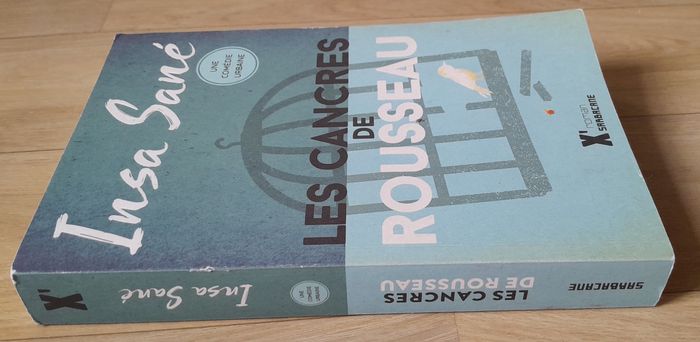 Insa Sané
UNE
COMÉDIE
URBAINE
LES CANCRES
DE
ROUSSEAU
X'
roman
SARBACANE
X'
Insa Sané
UNE
COMÉDIE
URBAINE
LES CANCRES
DE ROUSSEAU
SARBACANE